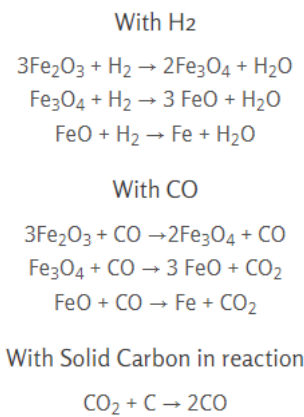 With H2
3Fe₂O₃ + H₂ → 2Fe₃O₄ + H₂O
Fe₃O₄ + H₂ → 3 FeO + H₂O
FeO + H₂ → Fe + H₂O
With CO
3Fe₂O₃ + CO →2Fe₃O₄ + CO
Fe₃O₄ + CO → 3 FeO + CO₂
FeO + CO → Fe + CO₂
With Solid Carbon in reaction
CO₂ + C → 2CO